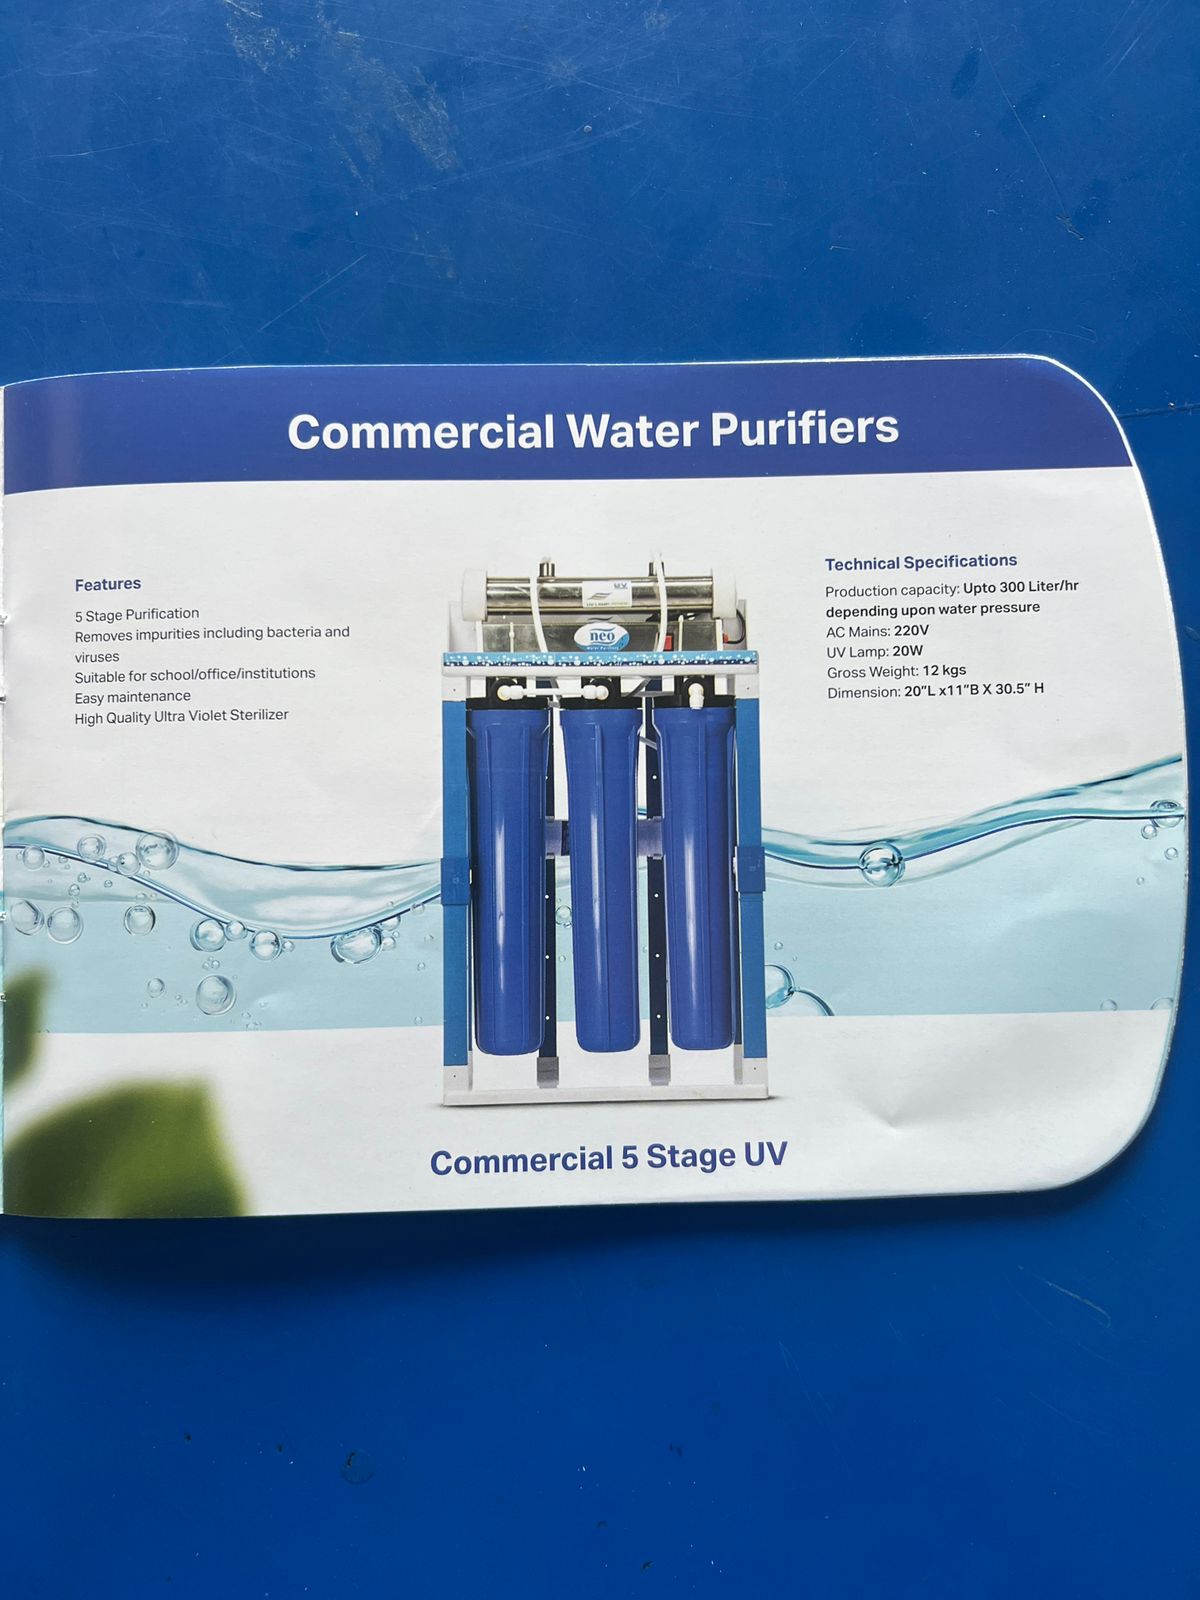 Commercial Water Purifiers
Features
5 Stage Purification
Removes impurities including bacteria and
viruses
Suitable for school/office/institutions
Easy maintenance
High Quality Ultra Violet Sterilizer
UV
neo
Water Purifiers
Technical Specifications
Production capacity: Upto 300 Liter/hr
depending upon water pressure
AC Mains: 220V
UV Lamp: 20W
Gross Weight: 12 kgs
Dimension: 20"L x11"B X 30.5" H
Commercial 5 Stage UV